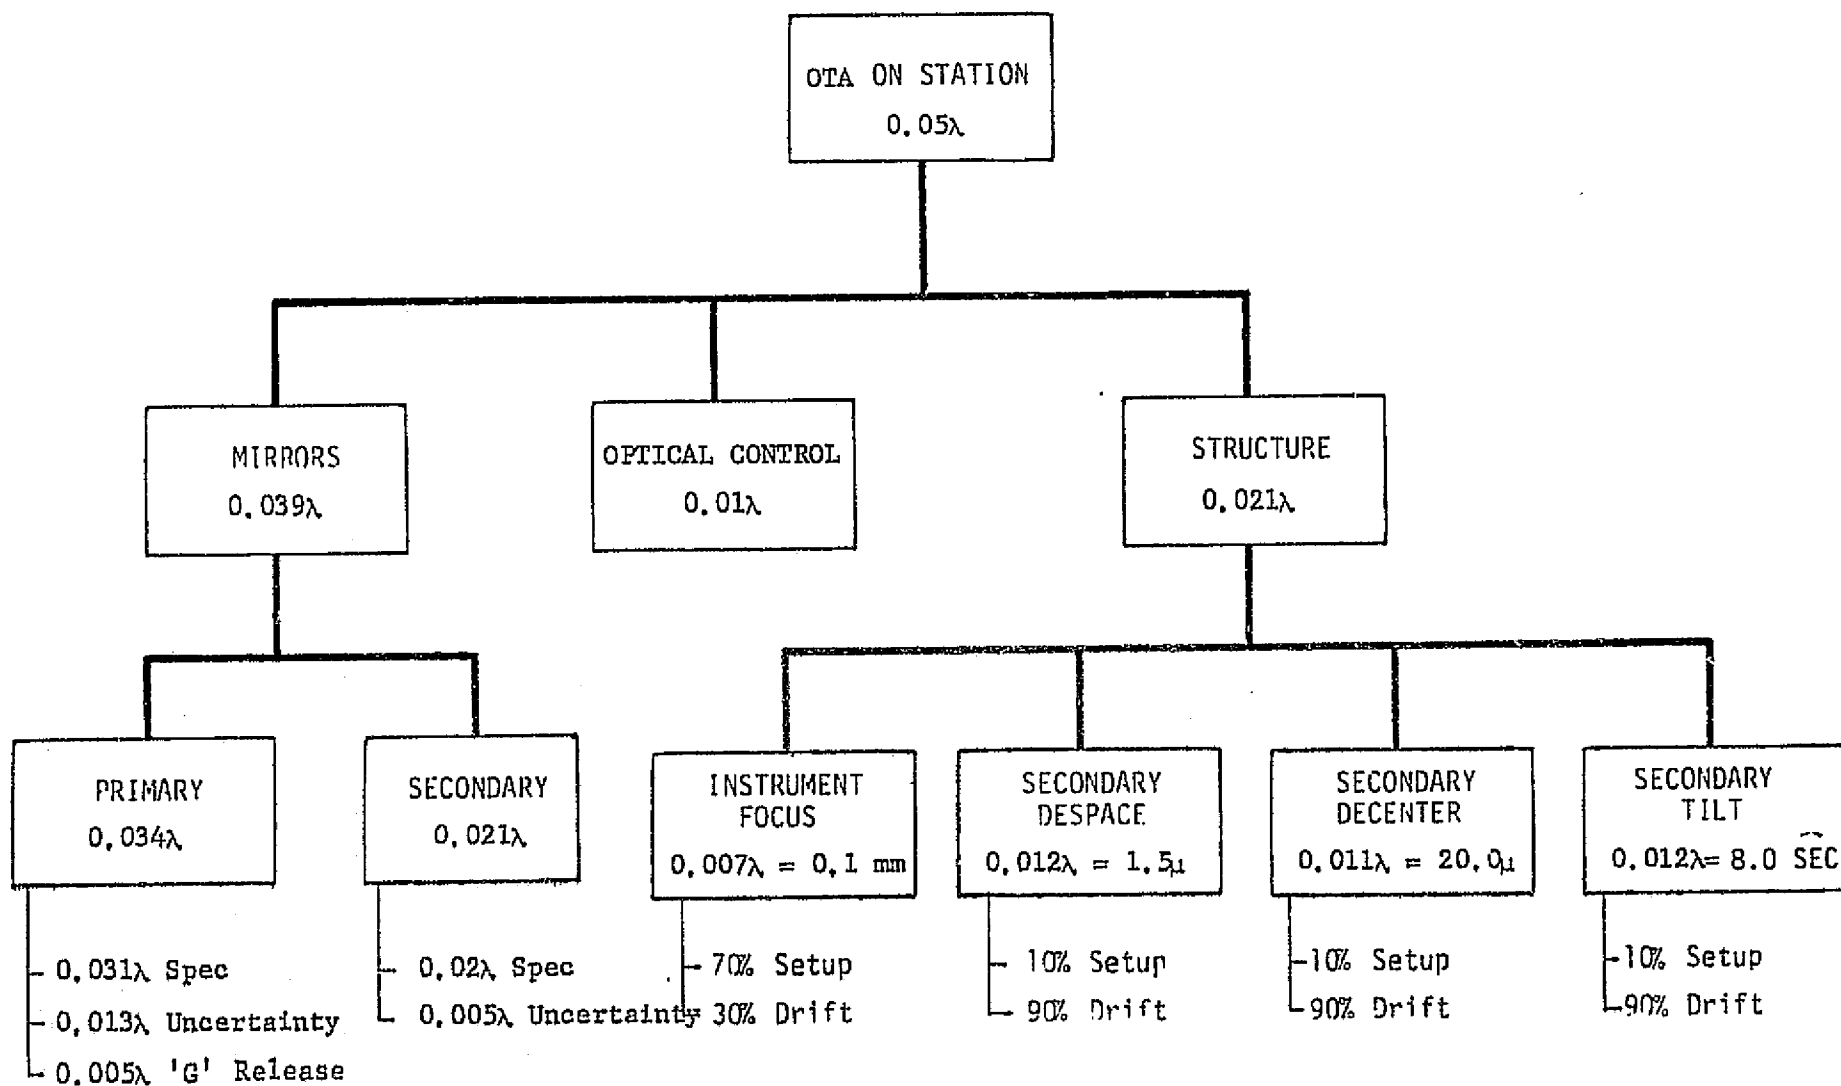 OTA ON STATION
0.05λ
MIRRORS
0.039λ
OPTICAL CONTROL
0.01λ
STRUCTURE
0.021λ
PRIMARY
0.034λ
0.031λ Spec
0.013λ Uncertainty
0.005λ 'G' Release
SECONDARY
0.021λ
0.02λ Spec
0.005λ Uncertainty
INSTRUMENT
FOCUS
0.007λ = 0.1 mm
70% Setup
30% Drift
SECONDARY
DESPACE
0.012λ = 1.5μ
10% Setup
90% Drift
SECONDARY
DECENTER
0.011λ = 20.0μ
10% Setup
90% Drift
SECONDARY
TILT
0.012λ= 8.0 SEC
10% Setup
90% Drift